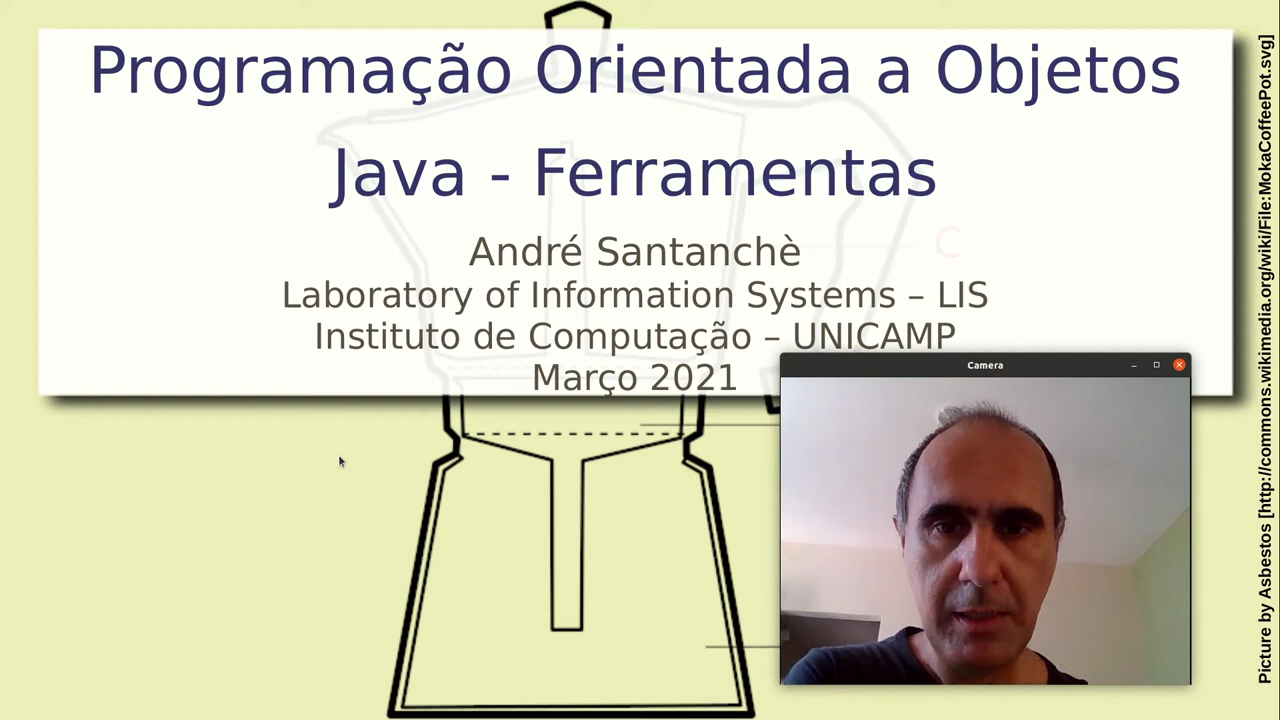 Programação Orientada a Objetos
Java - Ferramentas
André Santanchè
Laboratory of Information Systems – LIS
Instituto de Computação – UNICAMP
Março 2021
C
Camera
Picture by Asbestos [http://commons.wikimedia.org/wiki/File:MokaCoffeePot.svg]